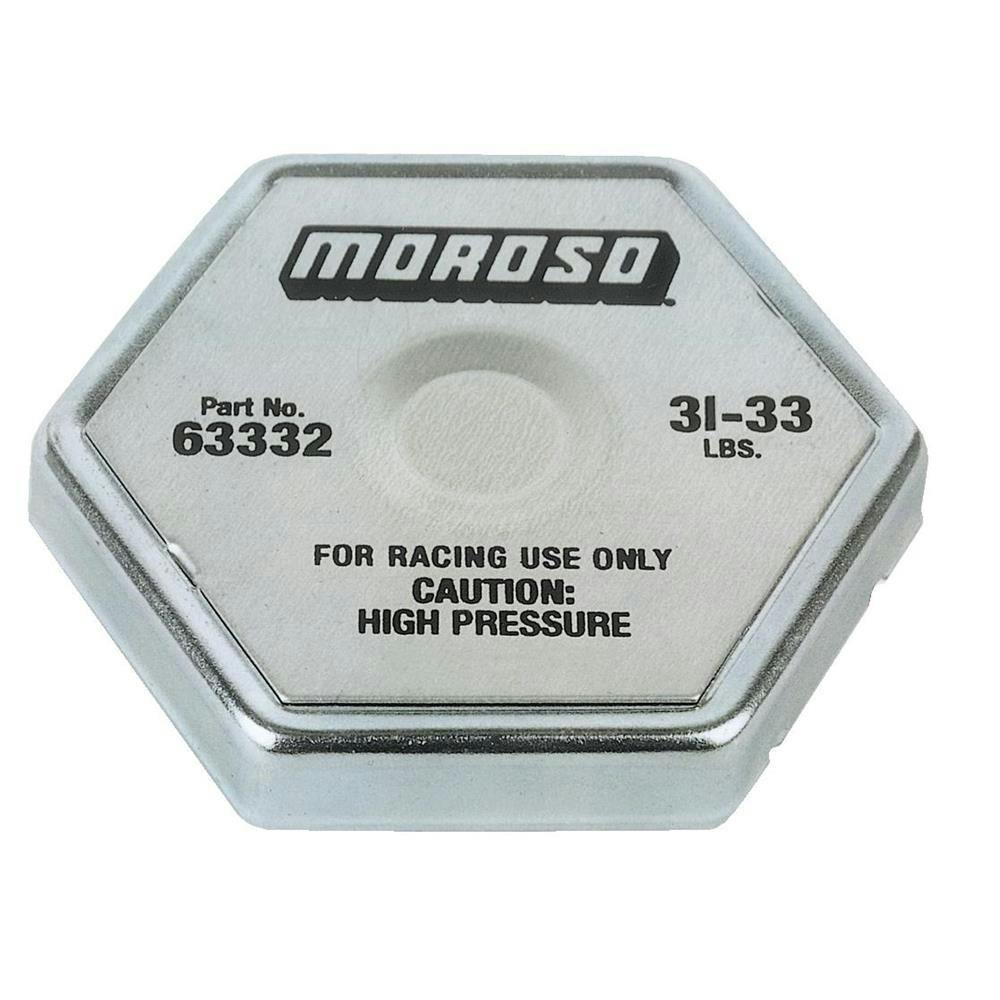 MOROSO
Part No.
63332
31-33
LBS.
FOR RACING USE ONLY
CAUTION:
HIGH PRESSURE